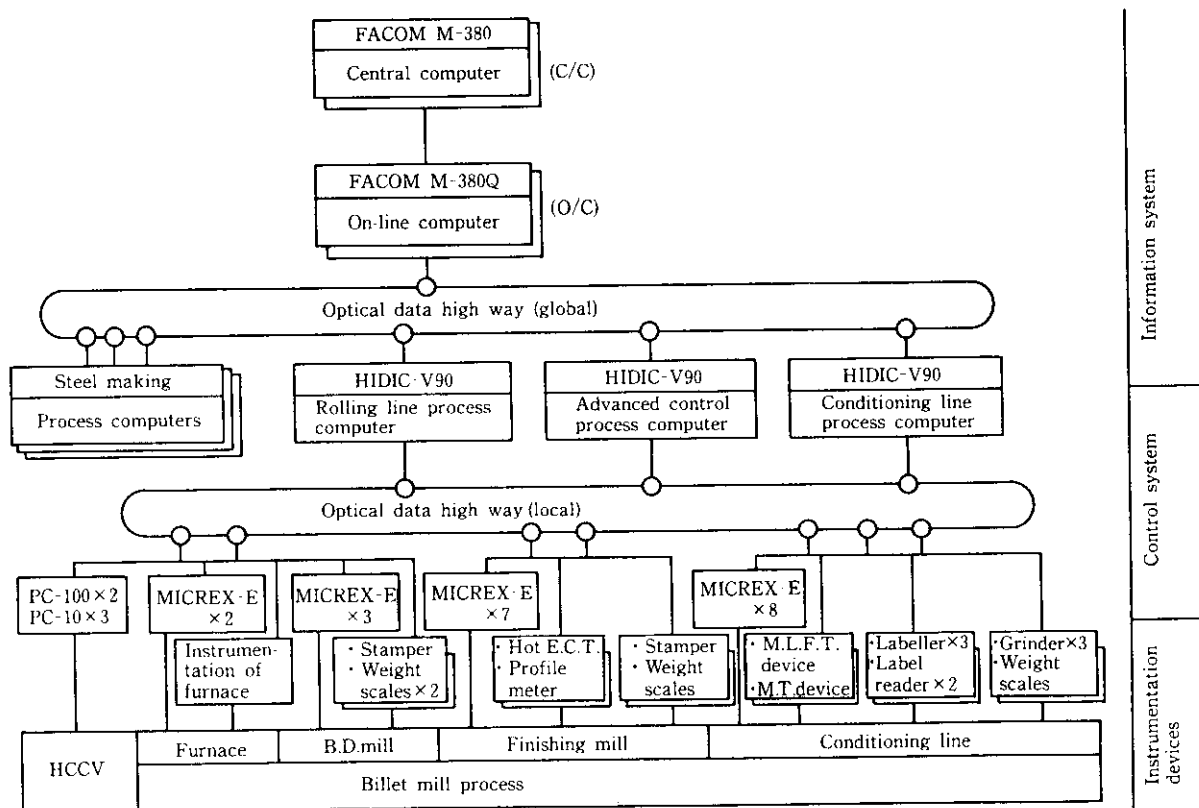 FACOM M-380
Central computer
(C/C)
FACOM M-380Q
On-line computer
(O/C)
Optical data high way (global)
Steel making
Process computers
HIDIC-V90
Rolling line process
computer
HIDIC-V90
Advanced control
process computer
HIDIC-V90
Conditioning line
process computer
Optical data high way (local)
PC-100×2
PC-10×3
MICREX-E
×2
MICREX-E
×3
MICREX-E
×7
MICREX-E
×8
Instrumen-
tation of
furnace
· Stamper
· Weight
scales×2
· Hot E.C.T.
· Profile
meter
· Stamper
· Weight
scales
· M.L.F.T.
device
· M.T.device
· Labeller×3
· Label
reader×2
· Grinder×3
· Weight
scales
HCCV
Furnace
B.D.mill
Finishing mill
Conditioning line
Billet mill process
Information system
Control system
Instrumentation
devices